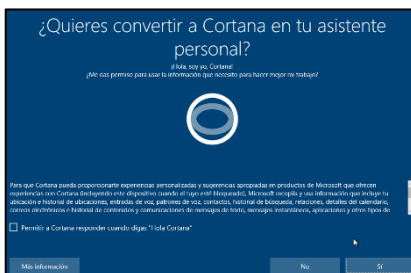 ¿Quieres convertir a Cortana en tu asistente
personal?
¡Hola, soy yo, Cortana!
¿Me das permiso para usar la información que necesito para hacer mejor mi trabajo?
Para que Cortana pueda proporcionarte experiencias personalizadas y sugerencias apropiadas en productos de Microsoft que ofrecen
experiencias con Cortana (incluyendo este dispositivo cuando el tuyo esté bloqueado), Microsoft recopila y usa información que incluye tu
ubicación e historial de ubicaciones, entradas de voz, patrones de voz, contactos, historial de búsqueda, relaciones, detalles del calendario,
correos electrónicos e historial de contenidos y comunicaciones de mensajes de texto, mensajes instantáneos, aplicaciones y otros tipos de
Permitir a Cortana responder cuando digas "Hola Cortana"
Más información
No
Sí